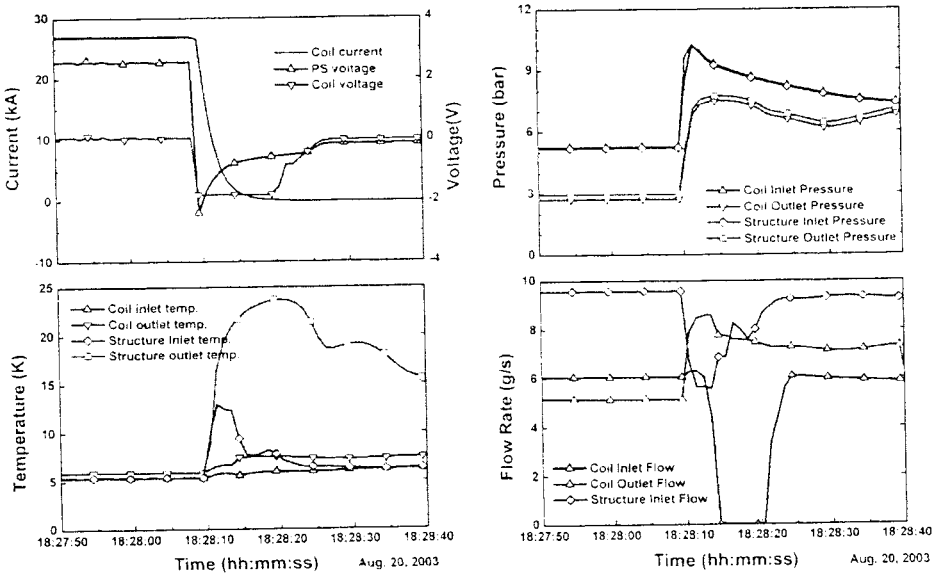 30
20
10
0
-10
Current (kA)
4
2
0
-2
-4
Voltage(V)
Coil current
PS voltage
Coil voltage
12
9
6
3
0
Pressure (bar)
Coil Inlet Pressure
Coil Outlet Pressure
Structure Inlet Pressure
Structure Outlet Pressure
25
20
15
10
5
0
Temperature (K)
Coil inlet temp.
Coil outlet temp.
Structure Inlet temp.
Structure outlet temp.
18:27:50 18:28:00 18:28:10 18:28:20 18:28:30 18:28:40
Time (hh:mm:ss)
Aug. 20, 2003
10
8
6
4
2
0
Flow Rate (g/s)
Coil Inlet Flow
Coil Outlet Flow
Structure Inlet Flow
18:27:50 18:28:00 18:28:10 18:28:20 18:28:30 18:28:40
Time (hh:mm:ss)
Aug. 20, 2003